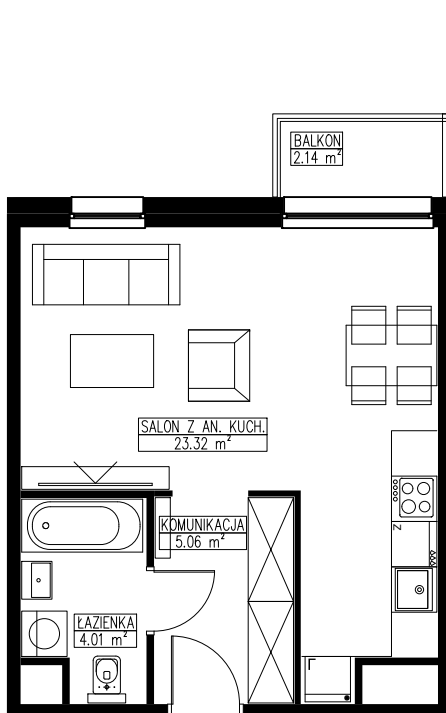 BALKON
2.14 m²
SALON Z AN. KUCH.
23.32 m²
KOMUNIKACJA
5.06 m²
Z
ŁAZIENKA
4.01 m²